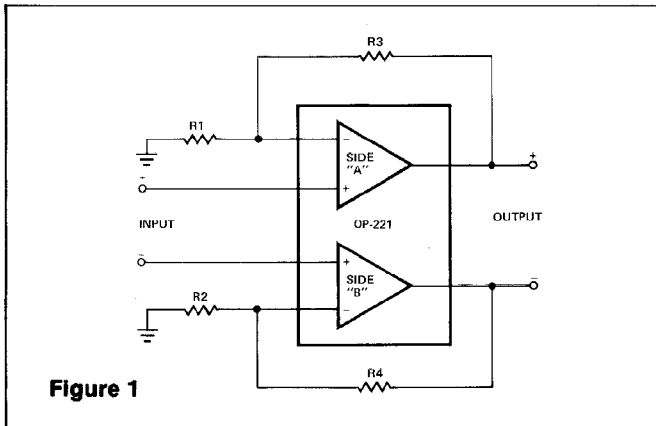 R3
R1
−
SIDE
"A"
+
+
+
INPUT
OP-221
OUTPUT
−
+
−
SIDE
"B"
−
R2
R4
Figure 1